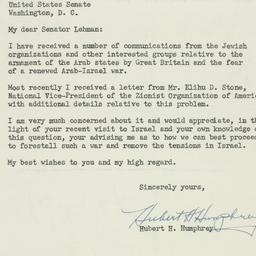 United States Senate
Washington, D. C.
My dear Senator Lehman:
I have received a number of communications from the Jewish
organizations and other interested groups relative to the
armament of the Arab states by Great Britain and the fear
of a renewed Arab-Israel war.
Most recently I received a letter from Mr. Elihu D. Stone,
National Vice-President of the Zionist Organization of Americ
with additional details relative to this problem.
I am very much concerned about it and would appreciate, in th
light of your recent visit to Israel and your own knowledge o
this question, your advising me as to how we can best proceed
to forestall such a war and remove the tensions in Israel.
My best wishes to you and my high regard.
Sincerely yours,
Hubert H Humphrey
Hubert H. Humphrey